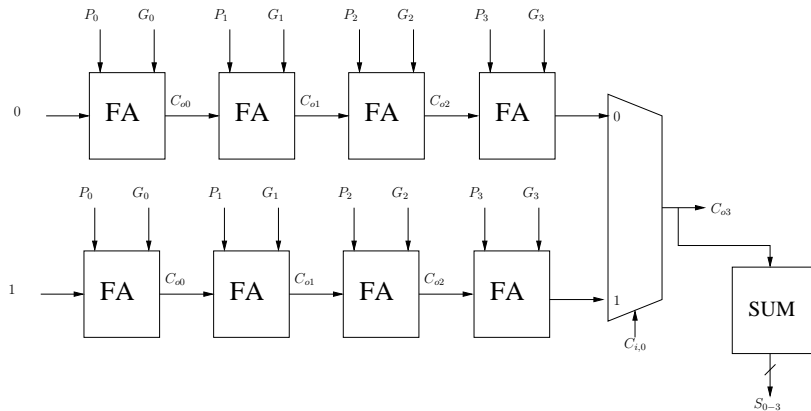 P₀ G₀ P₁ G₁ P₂ G₂ P₃ G₃
0 FA Cₒ₀ FA Cₒ₁ FA Cₒ₂ FA 0
P₀ G₀ P₁ G₁ P₂ G₂ P₃ G₃
Cₒ₃
1 FA Cₒ₀ FA Cₒ₁ FA Cₒ₂ FA 1
SUM
C_{i,0}
S₀₋₃